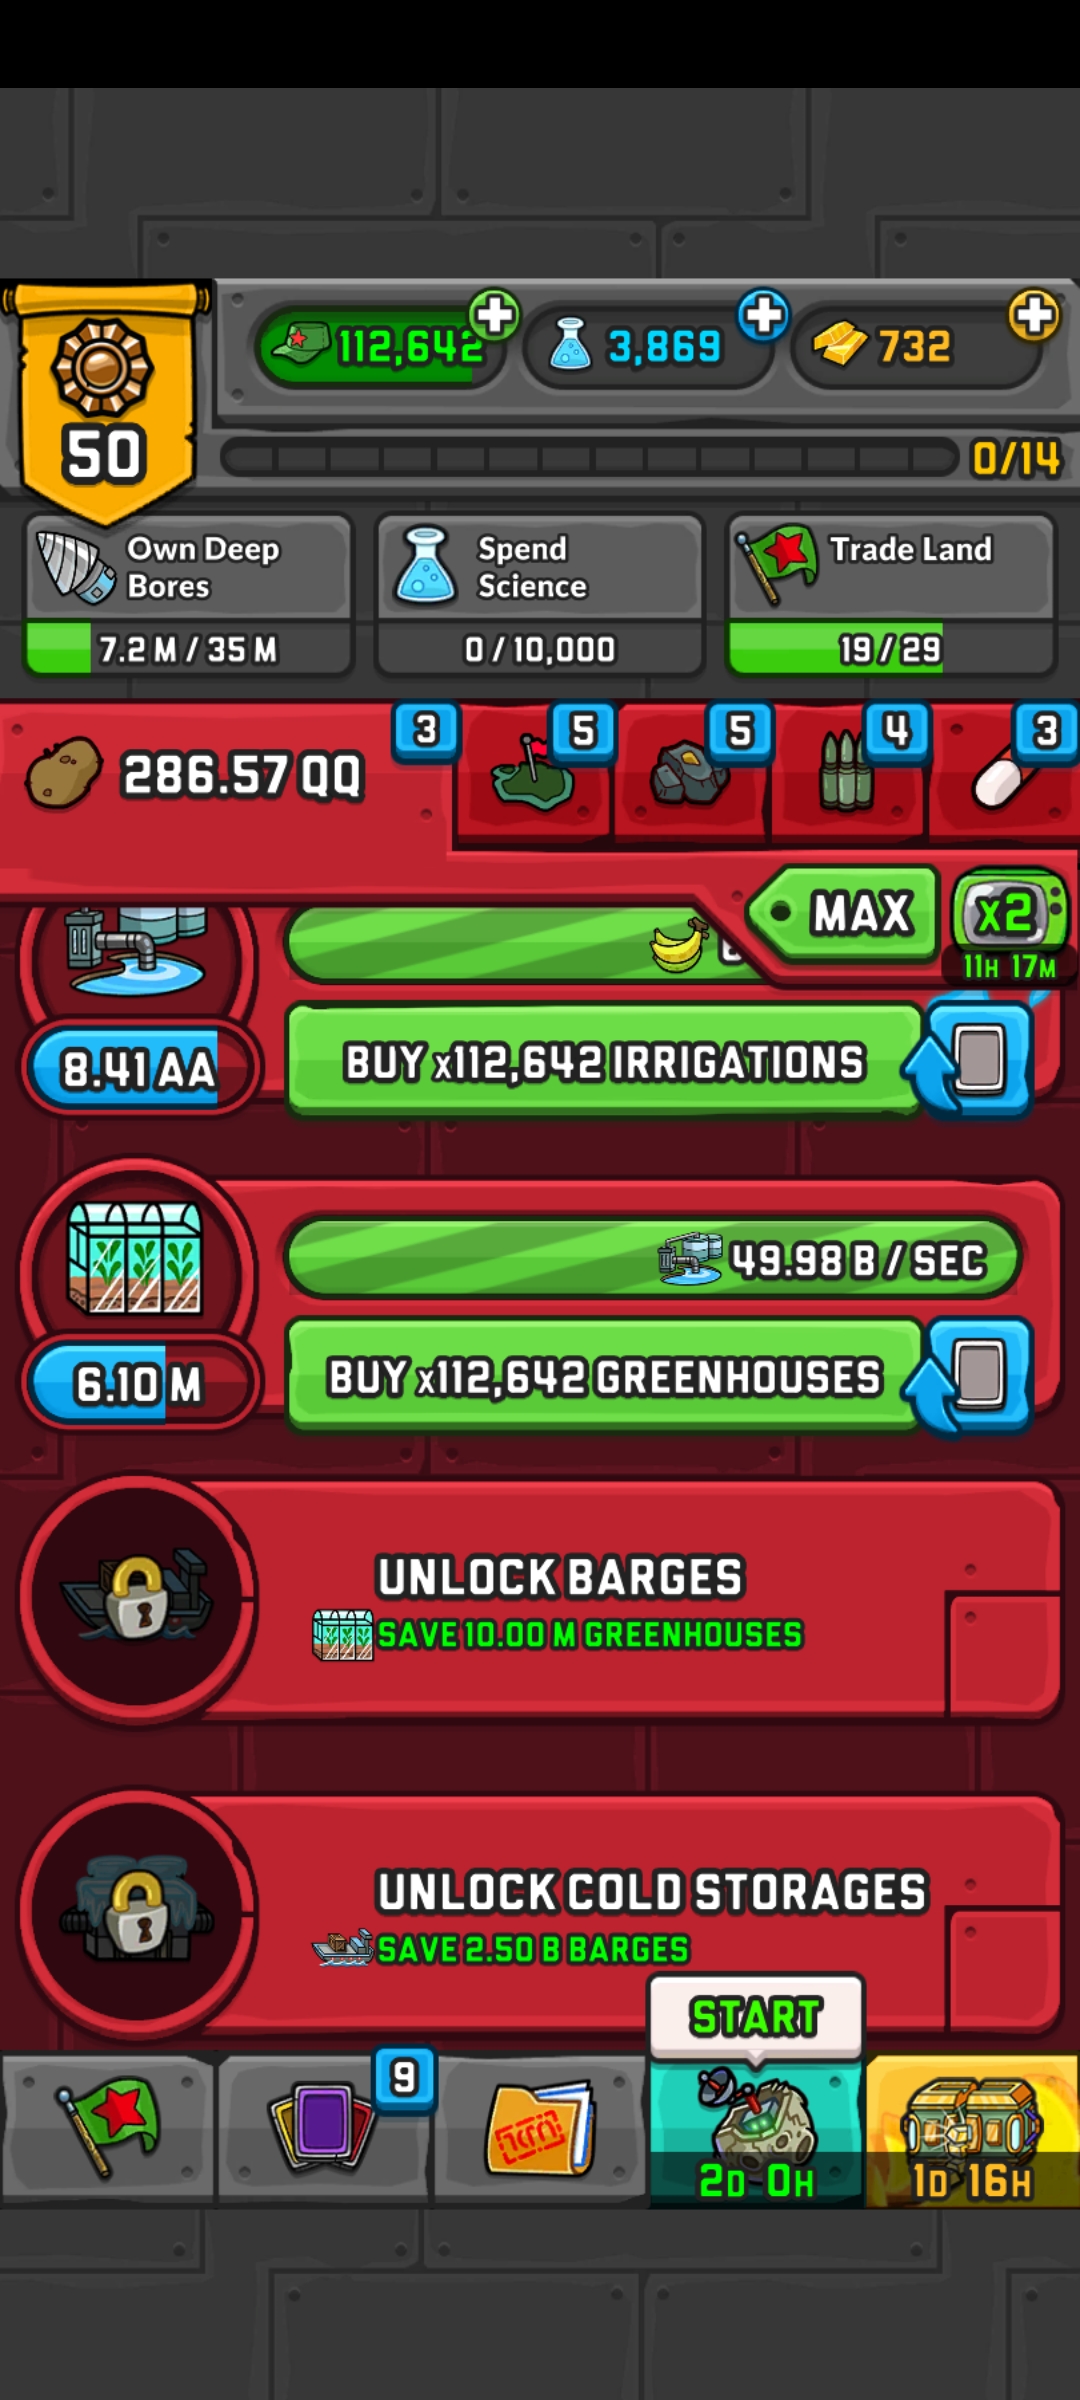 112,642
3,869
732
50
0/14
Own Deep
Bores
7.2 M / 35 M
Spend
Science
0 / 10,000
Trade Land
19 / 29
286.57 QQ
3
5
5
4
3
MAX
x2
11H 17M
8.41 AA
BUY x112,642 IRRIGATIONS
49.98 B / SEC
6.10 M
BUY x112,642 GREENHOUSES
UNLOCK BARGES
SAVE 10.00 M GREENHOUSES
UNLOCK COLD STORAGES
SAVE 2.50 B BARGES
START
9
2D 0H
1D 16H